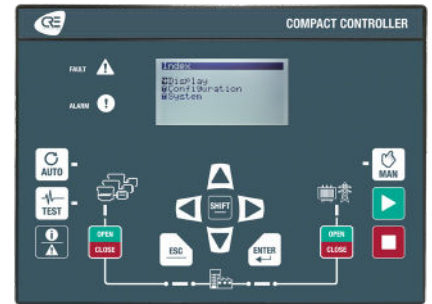 CRE
COMPACT CONTROLLER
FAULT
Index
Display
Configuration
System
ALARM
AUTO
MAN
TEST
SHIFT
OPEN
CLOSE
ESC
ENTER
OPEN
CLOSE